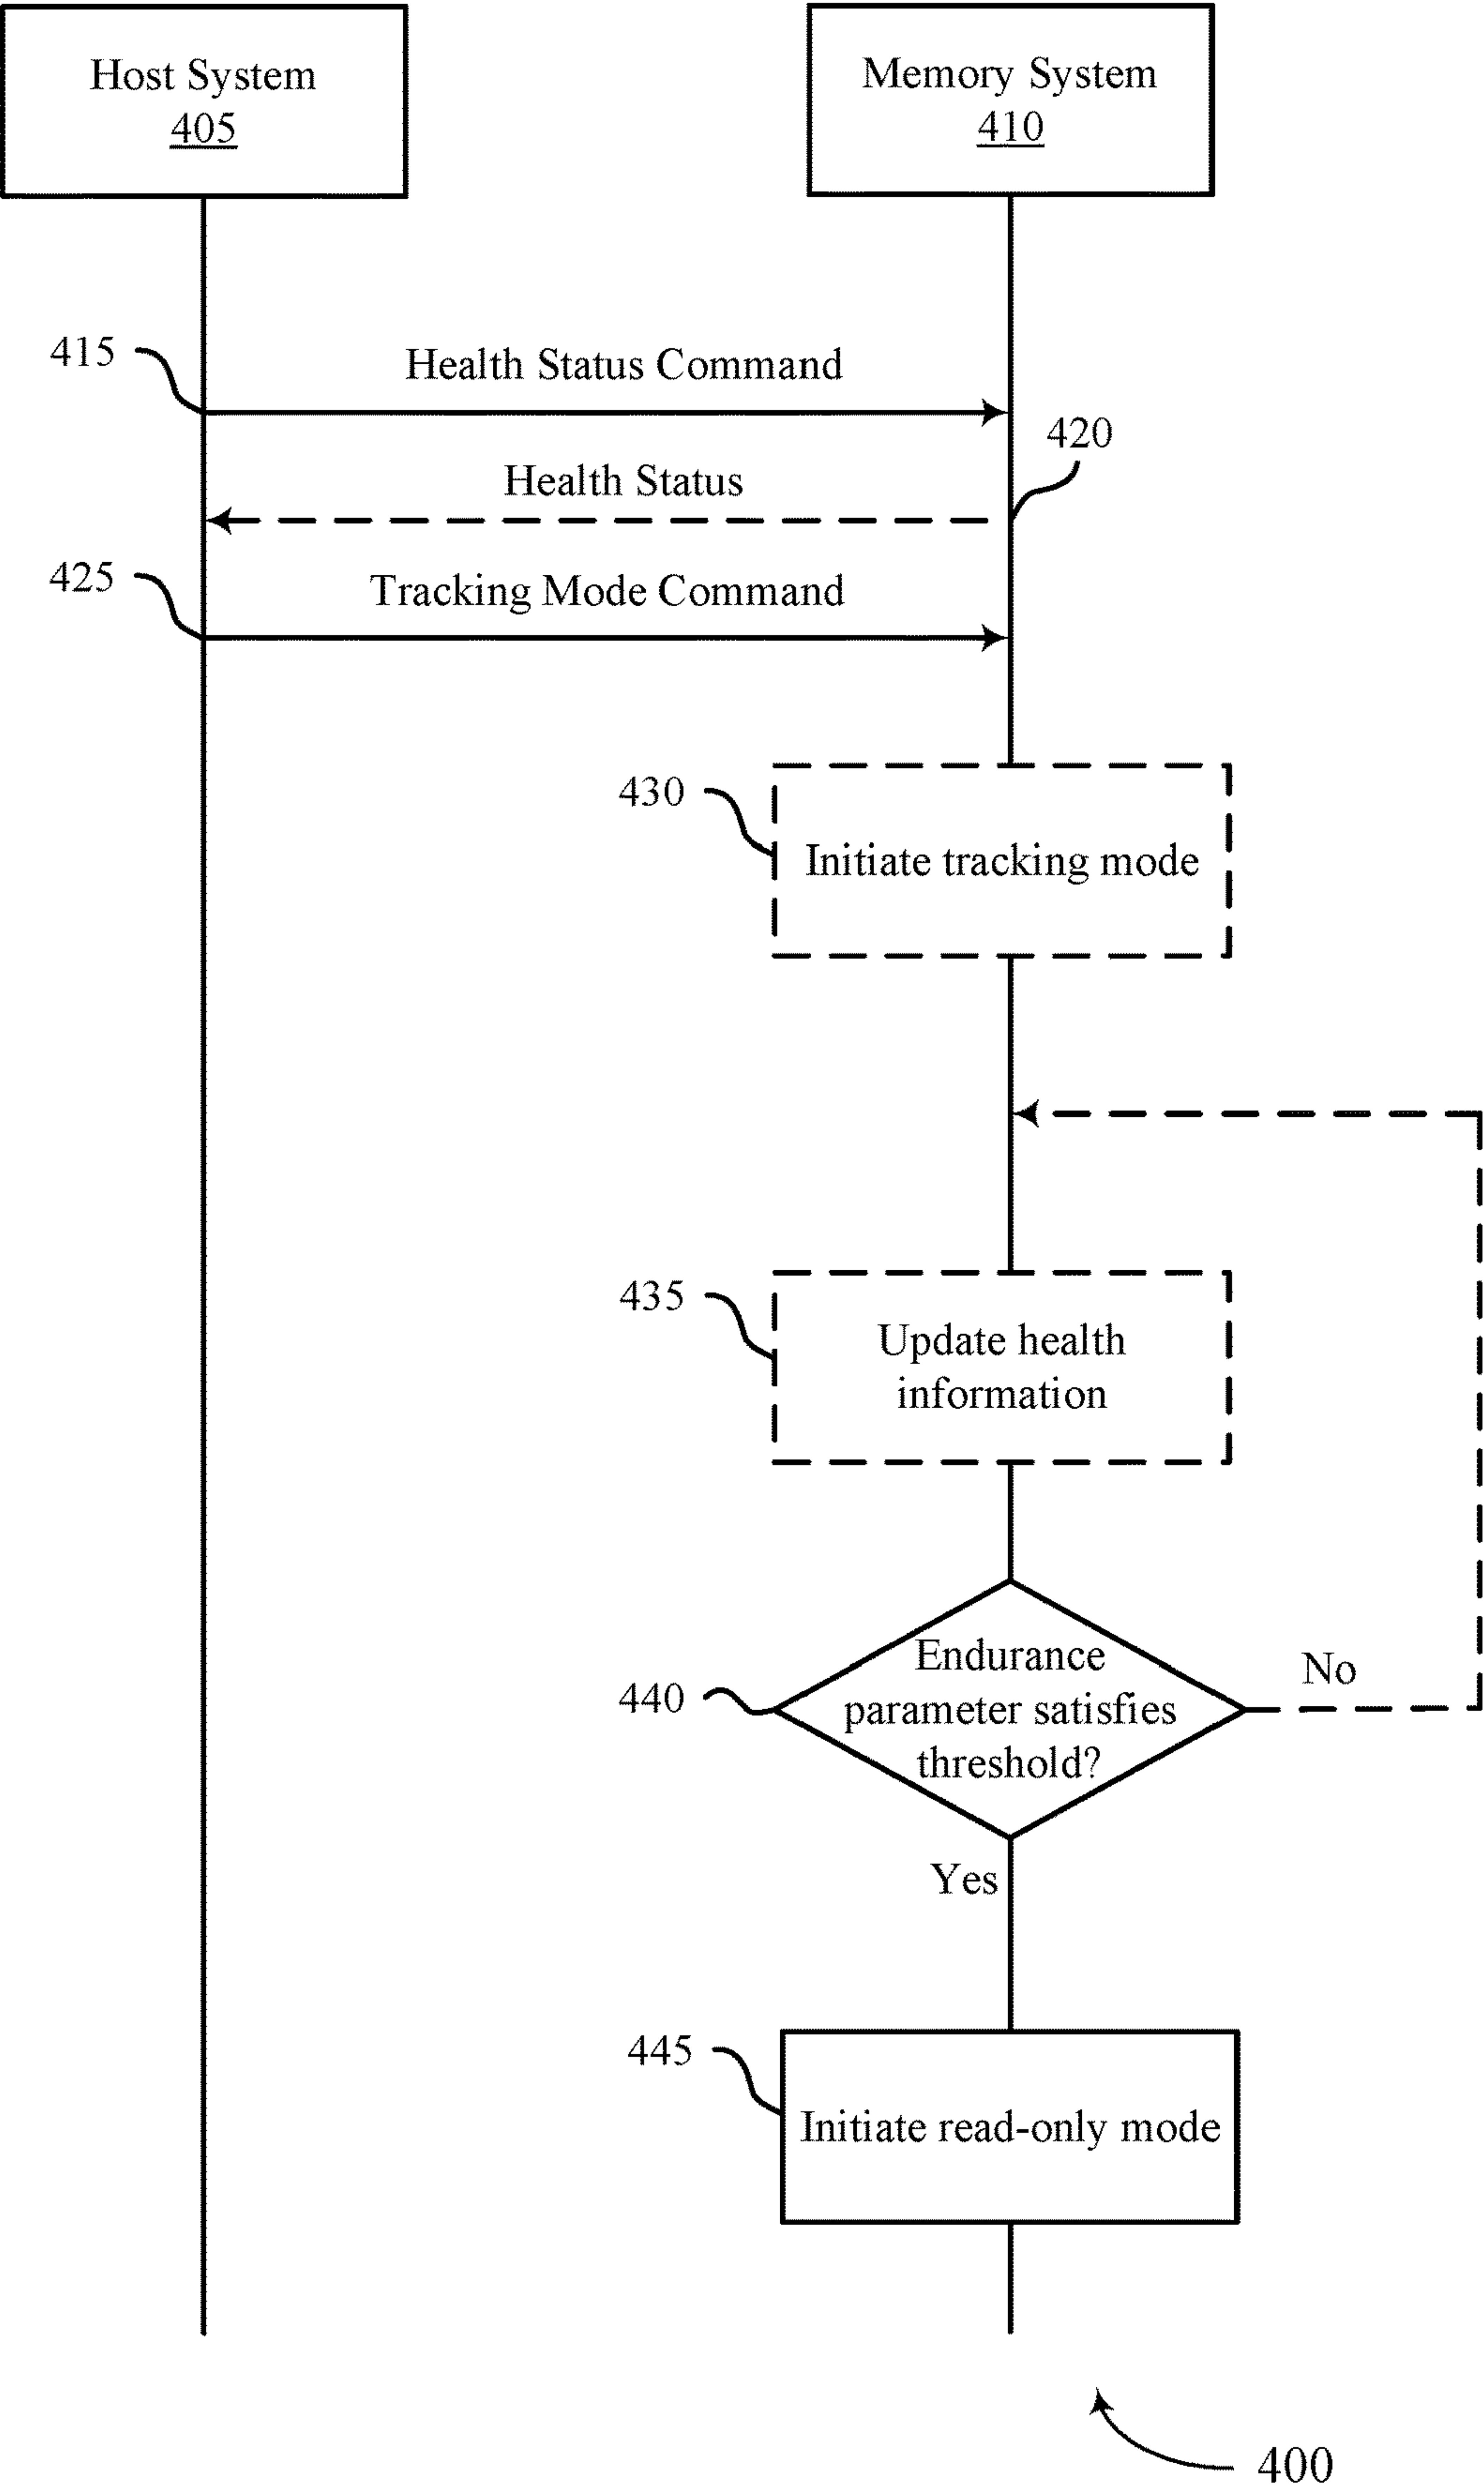 Host System
405
Memory System
410
415
Health Status Command
420
Health Status
425
Tracking Mode Command
430
Initiate tracking mode
435
Update health
information
440
Endurance
parameter satisfies
threshold?
No
Yes
445
Initiate read-only mode
400